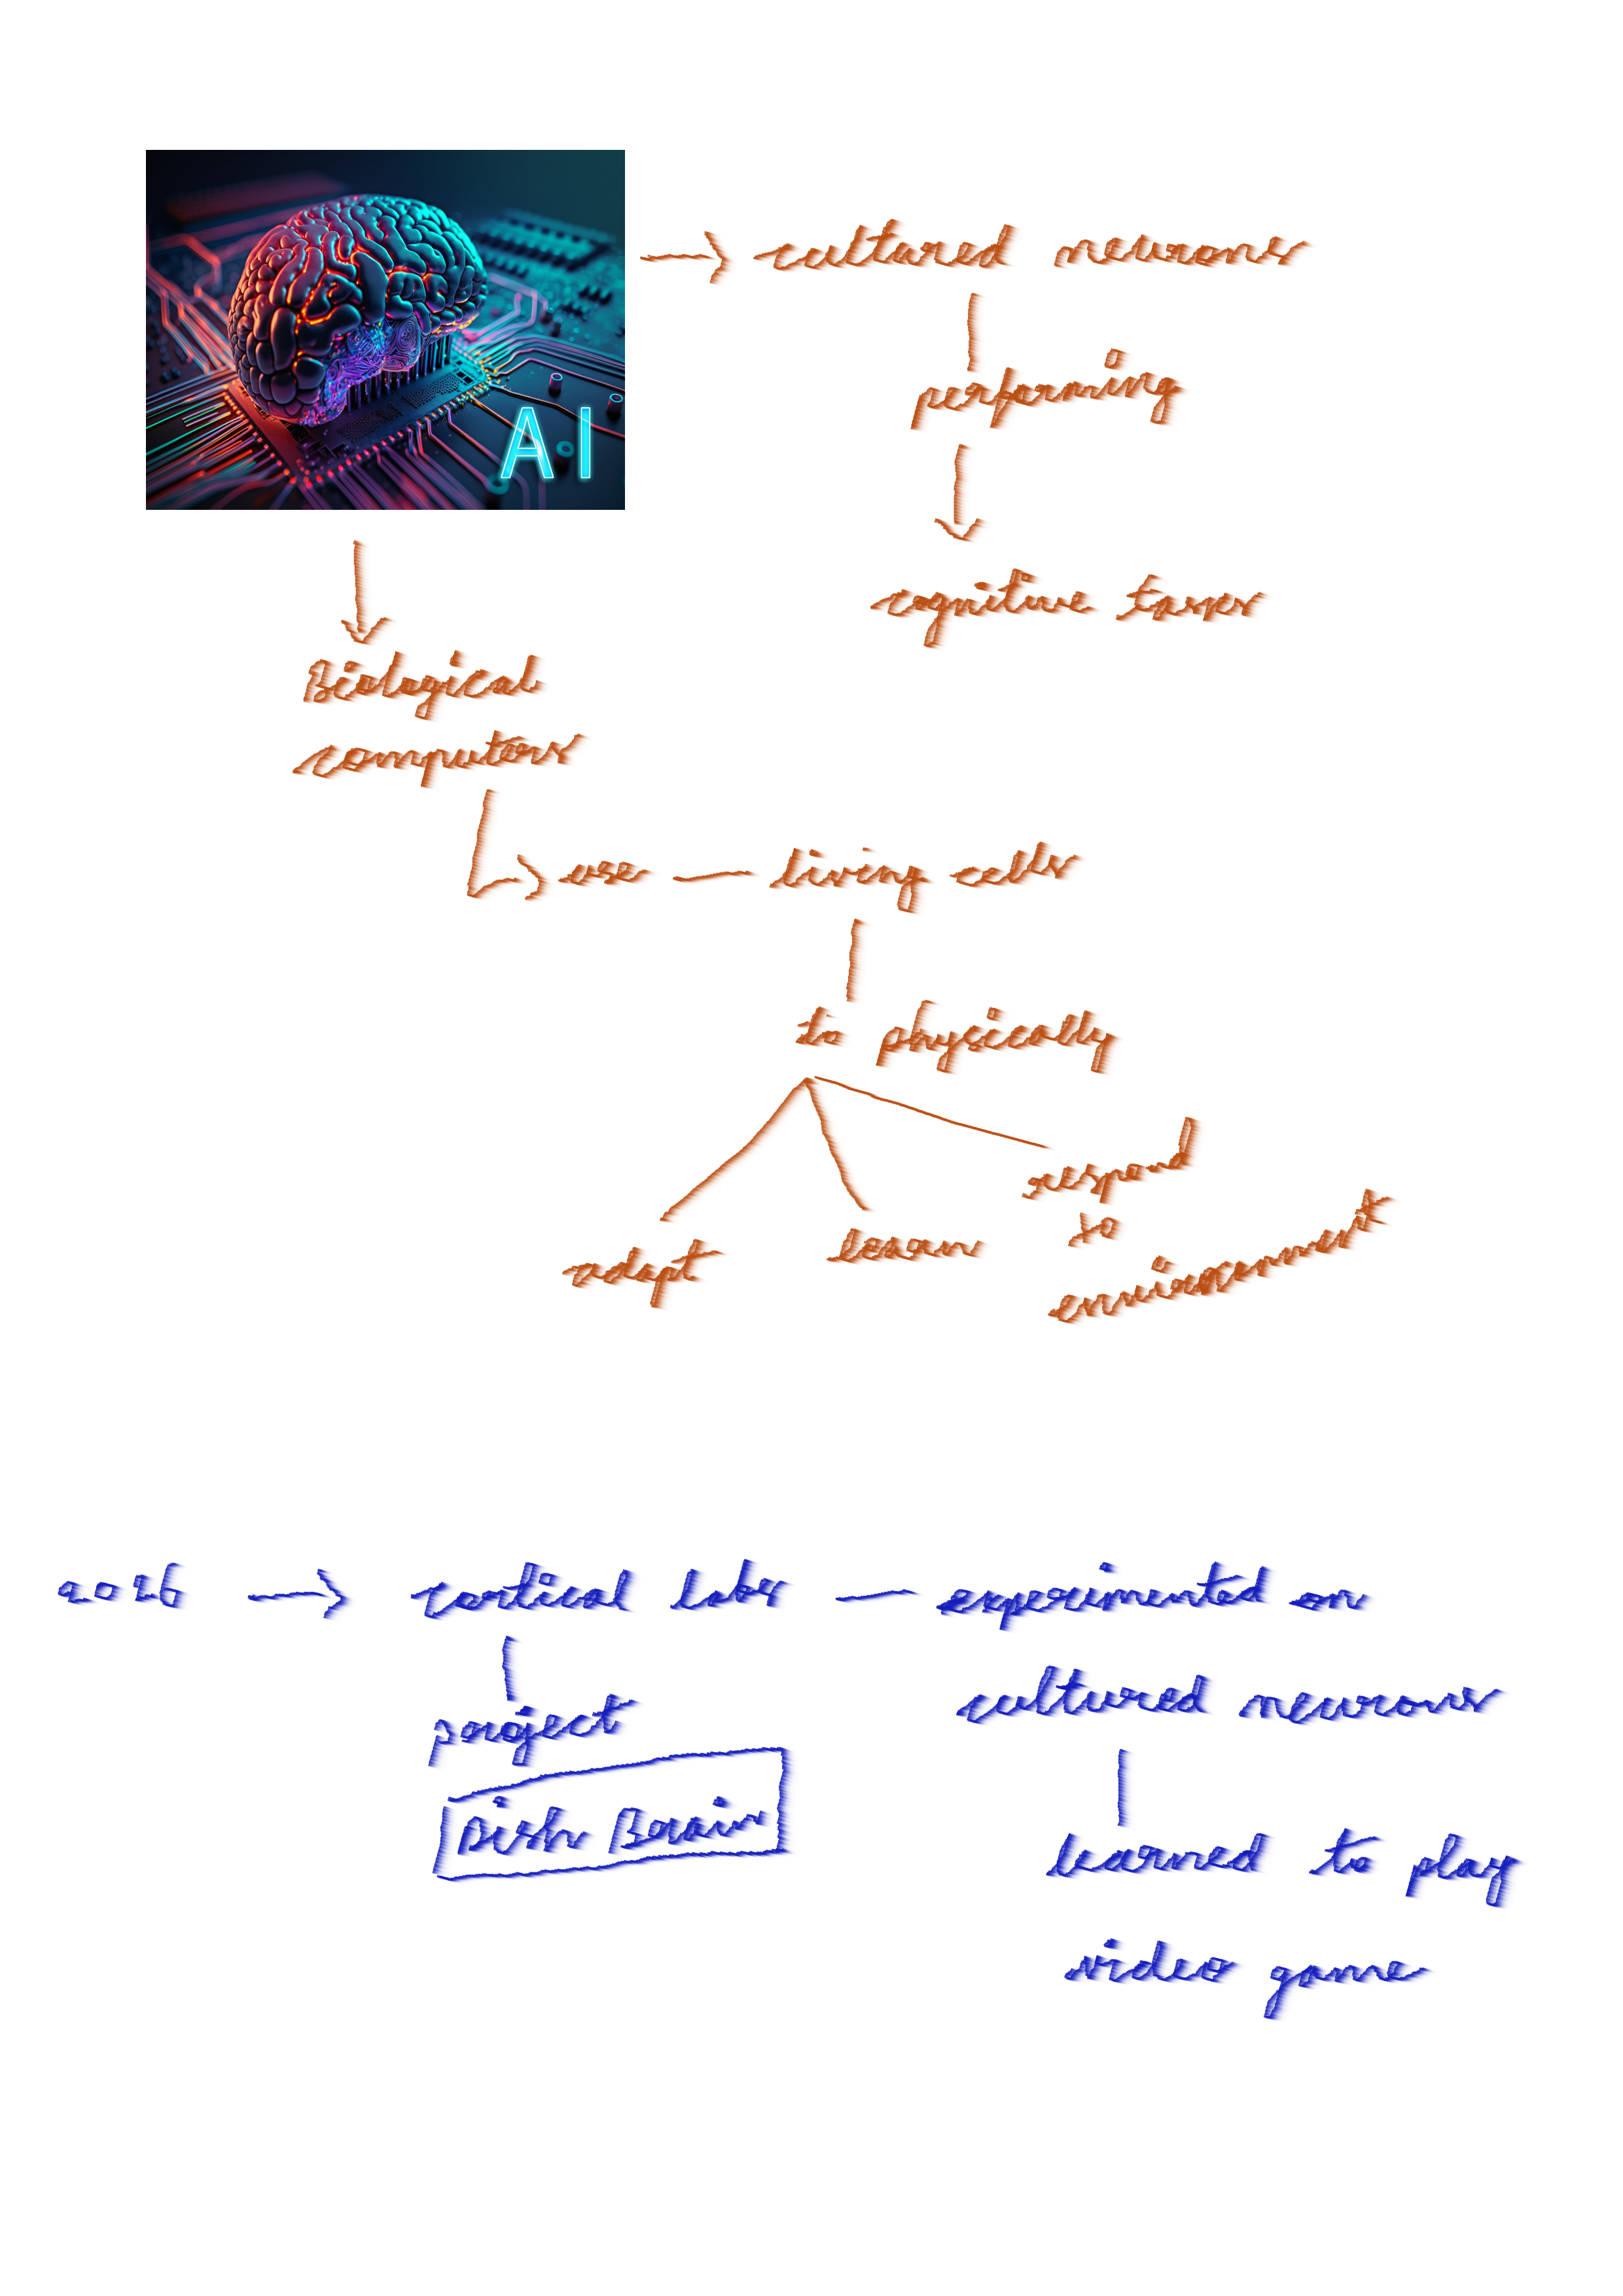 AI
→ cultured neurons
performing
cognitive tasks
Biological
computers
use — living cells
to physically
adapt
learn
respond
to
environment
2026 → cortical labs — experimented on
cultured neurons
project
Dish Brain
learned to play
video game